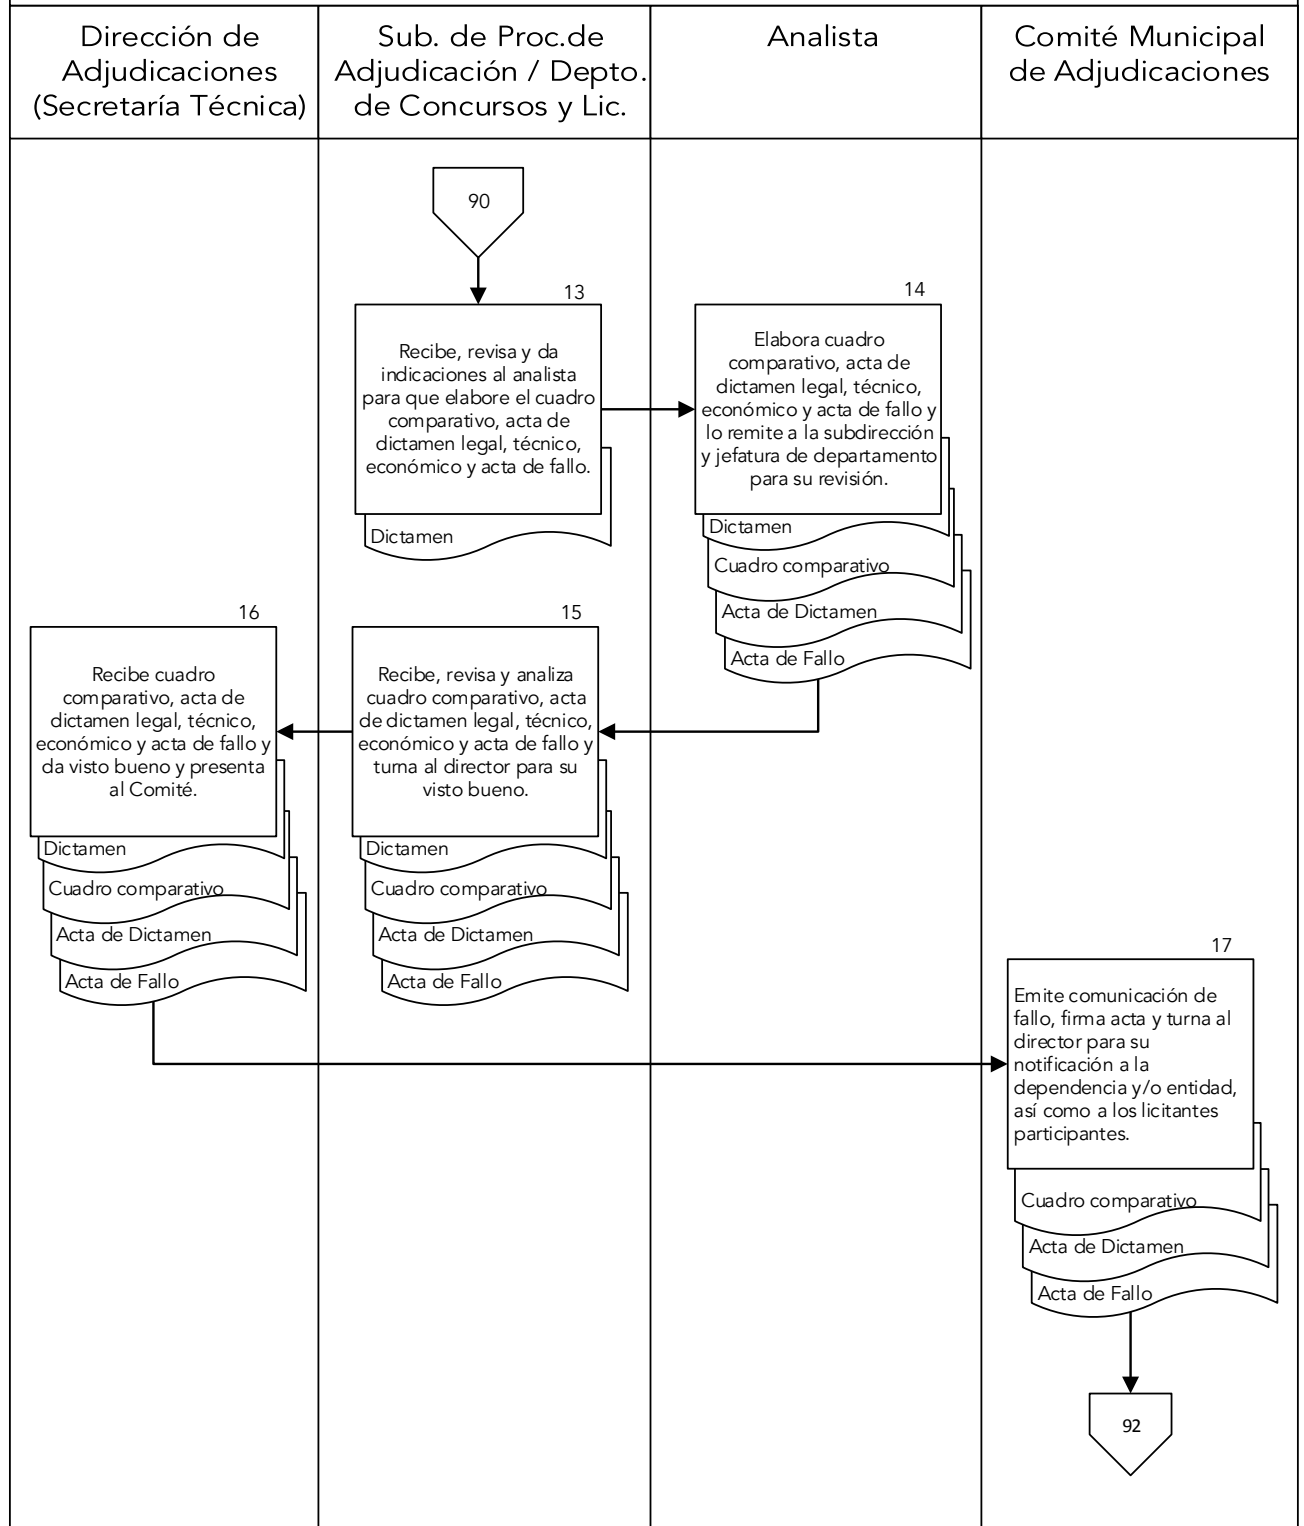 Dirección de
Adjudicaciones
(Secretaría Técnica)
Sub. de Proc.de
Adjudicación / Depto.
de Concursos y Lic.
Analista
Comité Municipal
de Adjudicaciones
90
13
Recibe, revisa y da
indicaciones al analista
para que elabore el cuadro
comparativo, acta de
dictamen legal, técnico,
económico y acta de fallo.
Dictamen
14
Elabora cuadro
comparativo, acta de
dictamen legal, técnico,
económico y acta de fallo y
lo remite a la subdirección
y jefatura de departamento
para su revisión.
Dictamen
Cuadro comparativo
Acta de Dictamen
Acta de Fallo
15
Recibe, revisa y analiza
cuadro comparativo, acta
de dictamen legal, técnico,
económico y acta de fallo y
turna al director para su
visto bueno.
Dictamen
Cuadro comparativo
Acta de Dictamen
Acta de Fallo
16
Recibe cuadro
comparativo, acta de
dictamen legal, técnico,
económico y acta de fallo y
da visto bueno y presenta
al Comité.
Dictamen
Cuadro comparativo
Acta de Dictamen
Acta de Fallo
17
Emite comunicación de
fallo, firma acta y turna al
director para su
notificación a la
dependencia y/o entidad,
así como a los licitantes
participantes.
Cuadro comparativo
Acta de Dictamen
Acta de Fallo
92